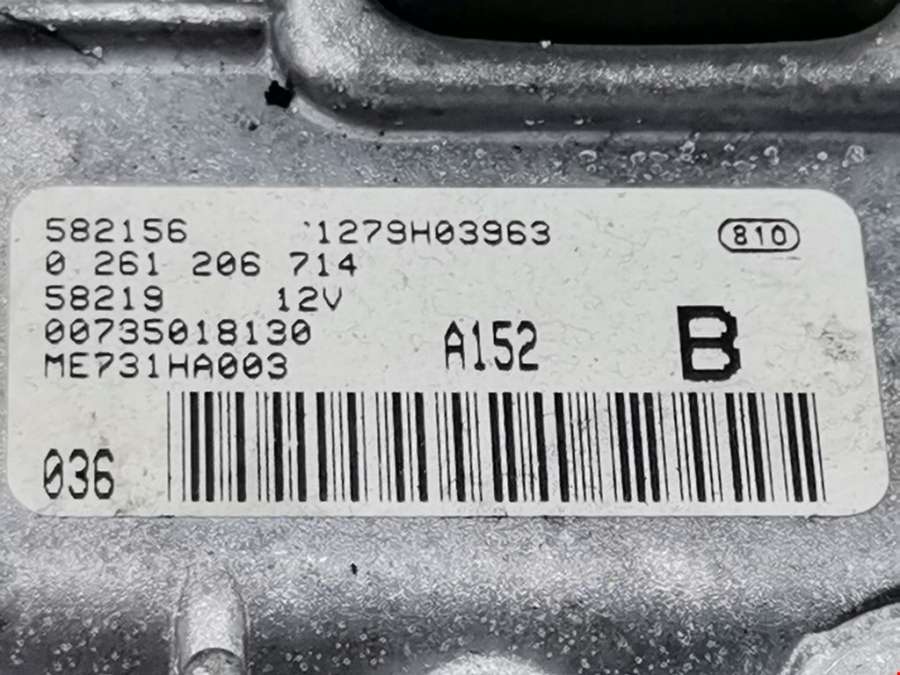 582156 1279H03963 810
0 261 206 714
58219 12V
00735018130 A152 B
ME731HA003
036